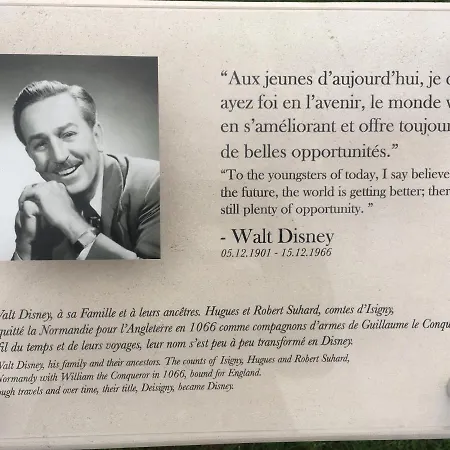 “Aux jeunes d’aujourd’hui, je
ayez foi en l’avenir, le monde
en s’améliorant et offre
de belles opportunités.”
“To the youngsters of today, I say believe
the future, the world is getting better;
still plenty of opportunity. ”
- Walt Disney
05.12.1901 - 15.12.1966
Walt Disney, à sa Famille et à leurs ancêtres. Hugues et Robert Suhard, comtes d’Isigny,
la Normandie pour l’Angleterre en 1066 comme compagnons d’armes de Guillaume le
du temps et de leurs voyages, leur nom s’est peu à peu transformé en Disney.
Walt Disney, his family and their ancestors. The counts of Isigny, Hugues and Robert Suhard,
Normandy with William the Conqueror in 1066, bound for England.
travels and over time, their title, Deisigny, became Disney.